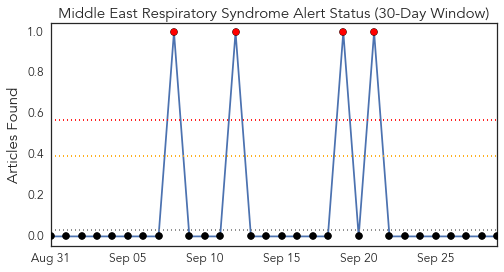 Middle East Respiratory Syndrome Alert Status (30-Day Window)
Articles Found
1.0
0.8
0.6
0.4
0.2
0.0
Aug 31 Sep 05 Sep 10 Sep 15 Sep 20 Sep 25